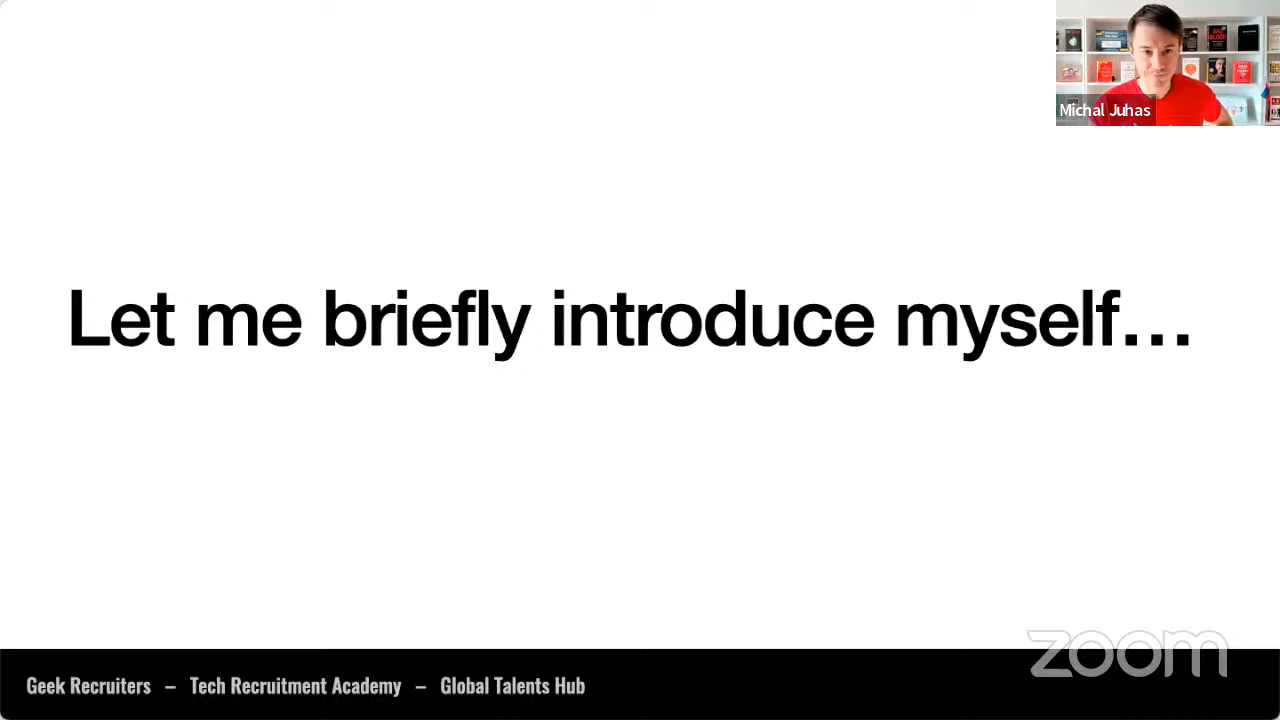 Michal Juhas
Let me briefly introduce myself...
Geek Recruiters – Tech Recruitment Academy – Global Talents Hub
zoom